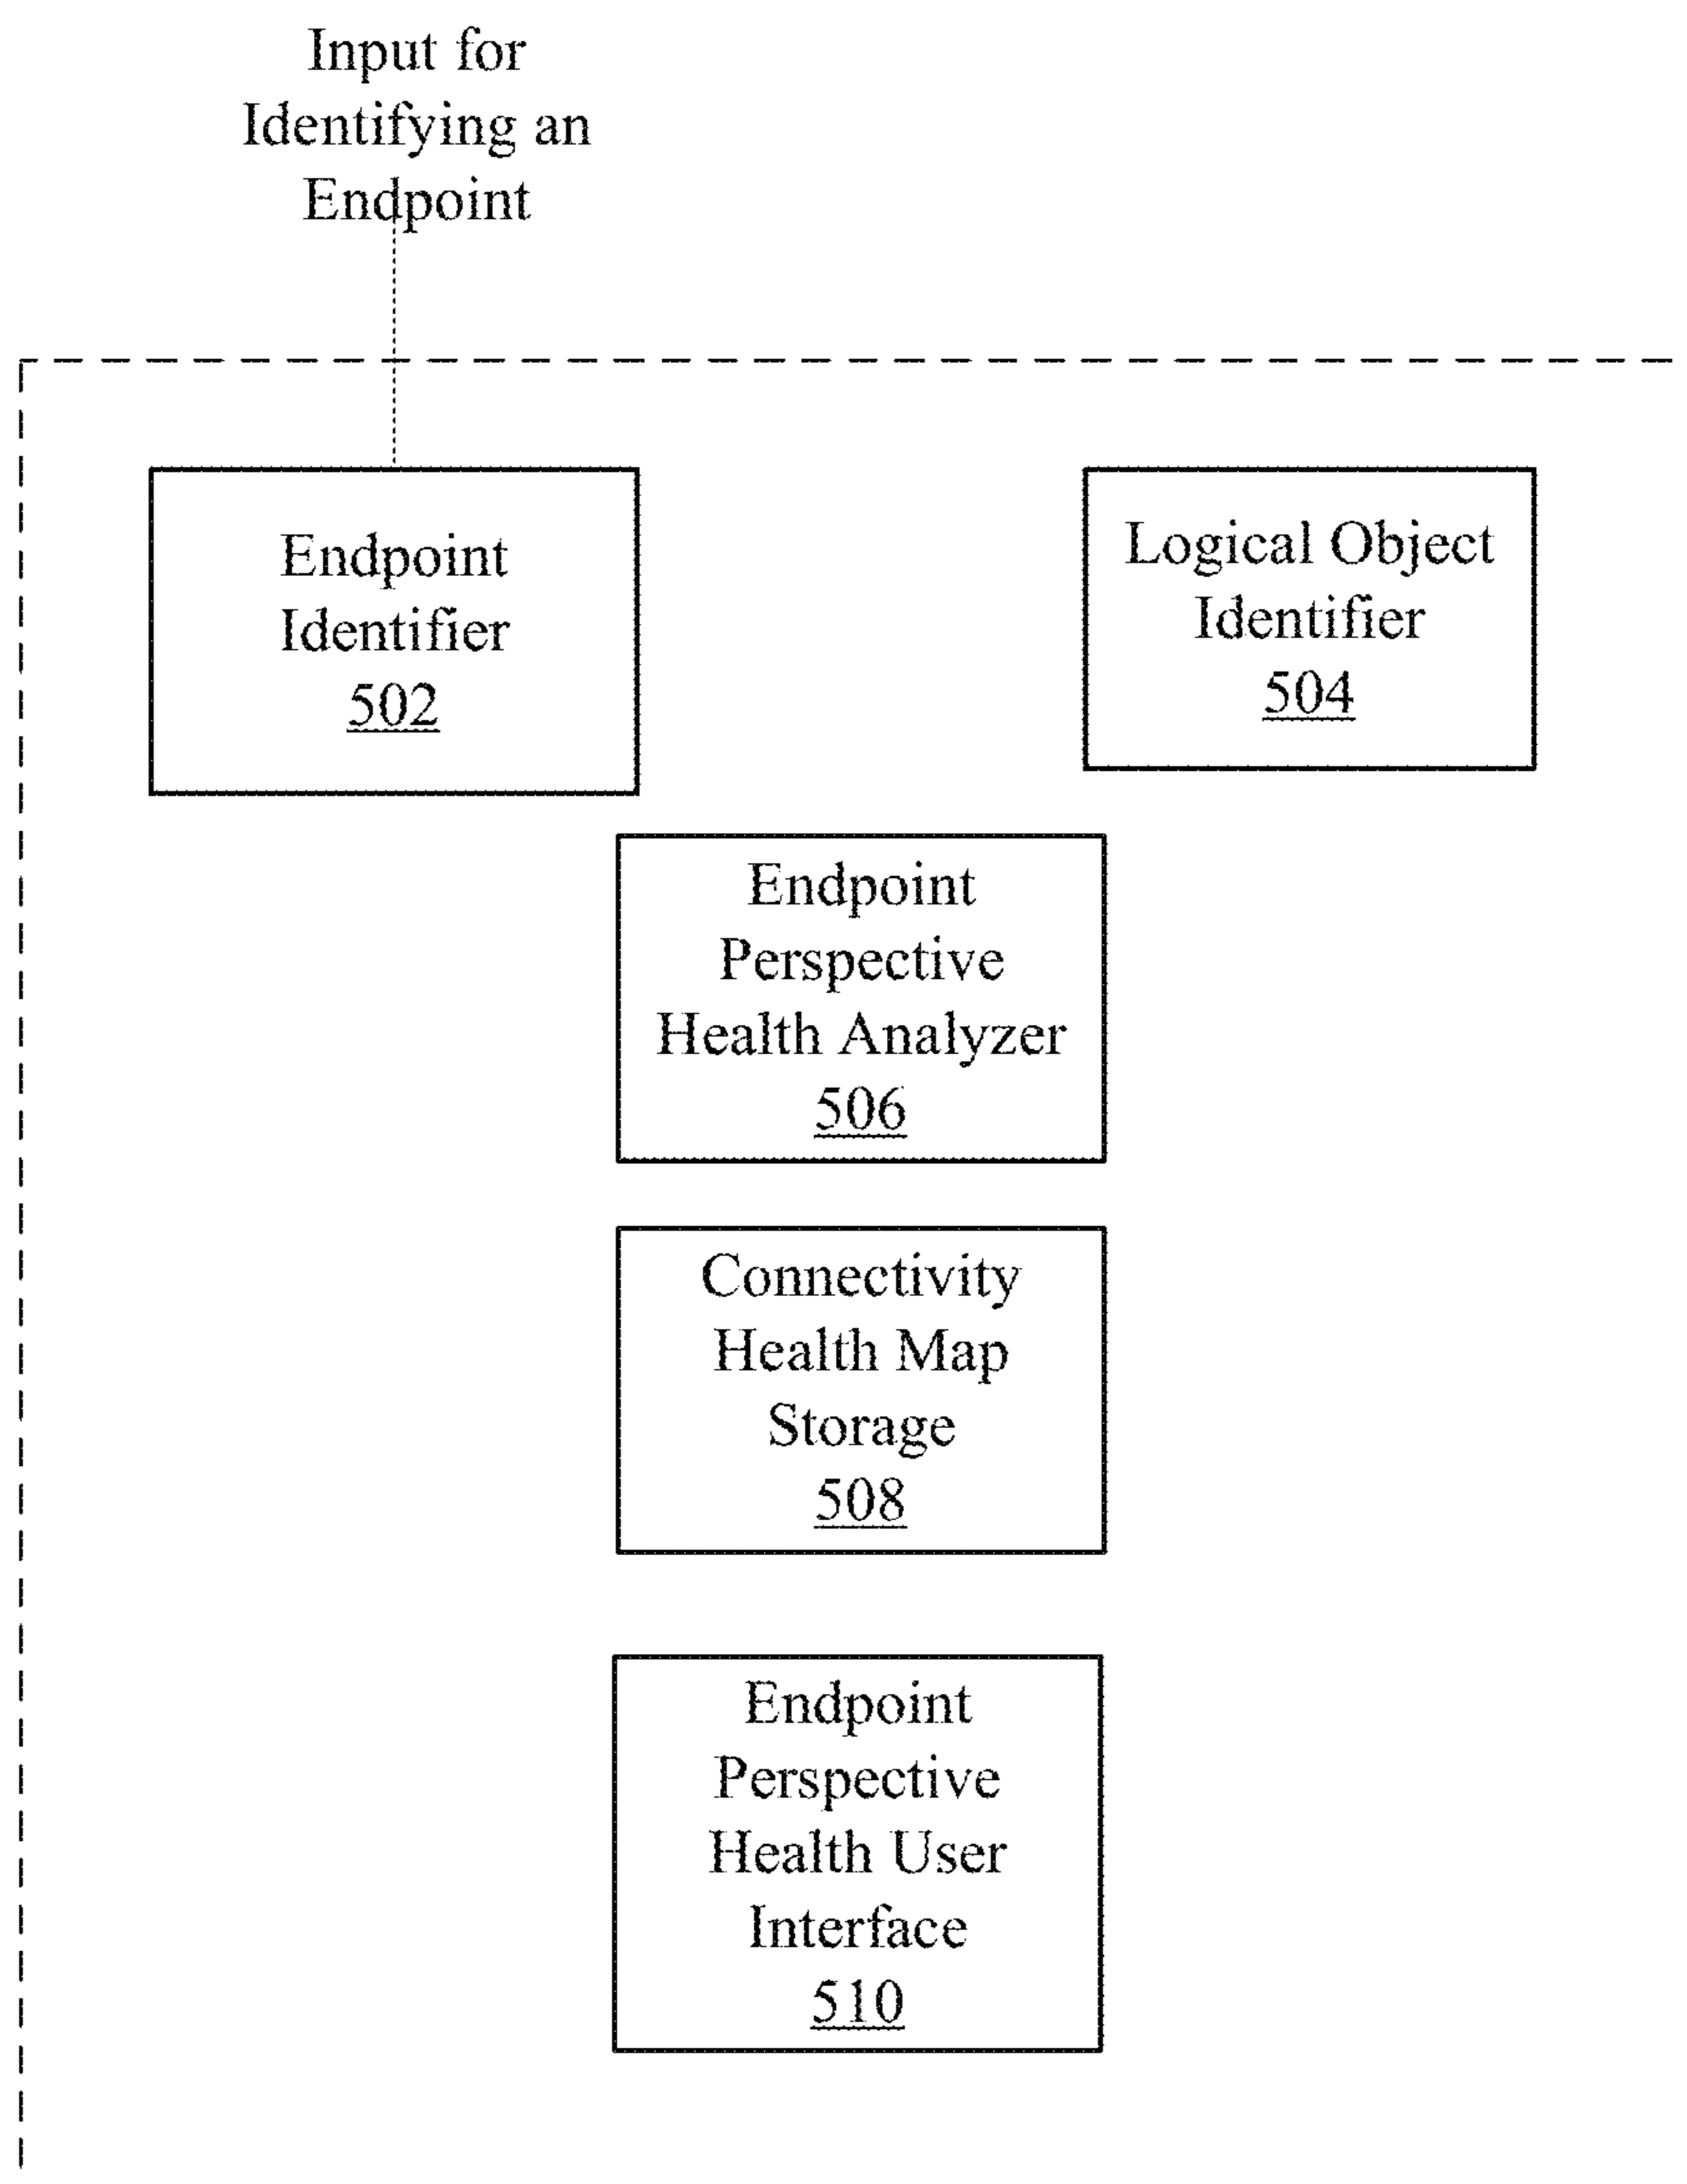 Input for
Identifying an
Endpoint
Endpoint
Identifier
502
Logical Object
Identifier
504
Endpoint
Perspective
Health Analyzer
506
Connectivity
Health Map
Storage
508
Endpoint
Perspective
Health User
Interface
510